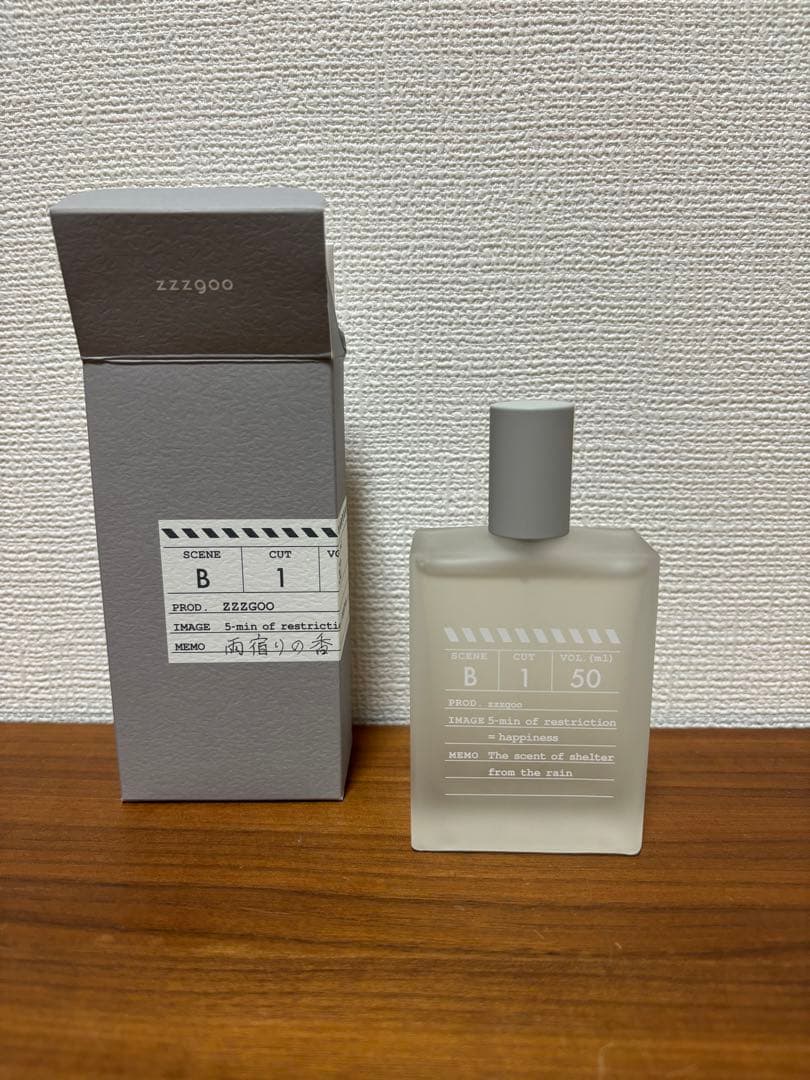 zzzgoo
SCENE CUT
B 1
PROD. ZZZGOO
IMAGE 5-min of
MEMO 雨宿りの香
SCENE CUT VOL.(ml)
B 1 50
PROD. zzzgoo
IMAGE 5-min of restriction
= happiness
MEMO The scent of shelter
from the rain